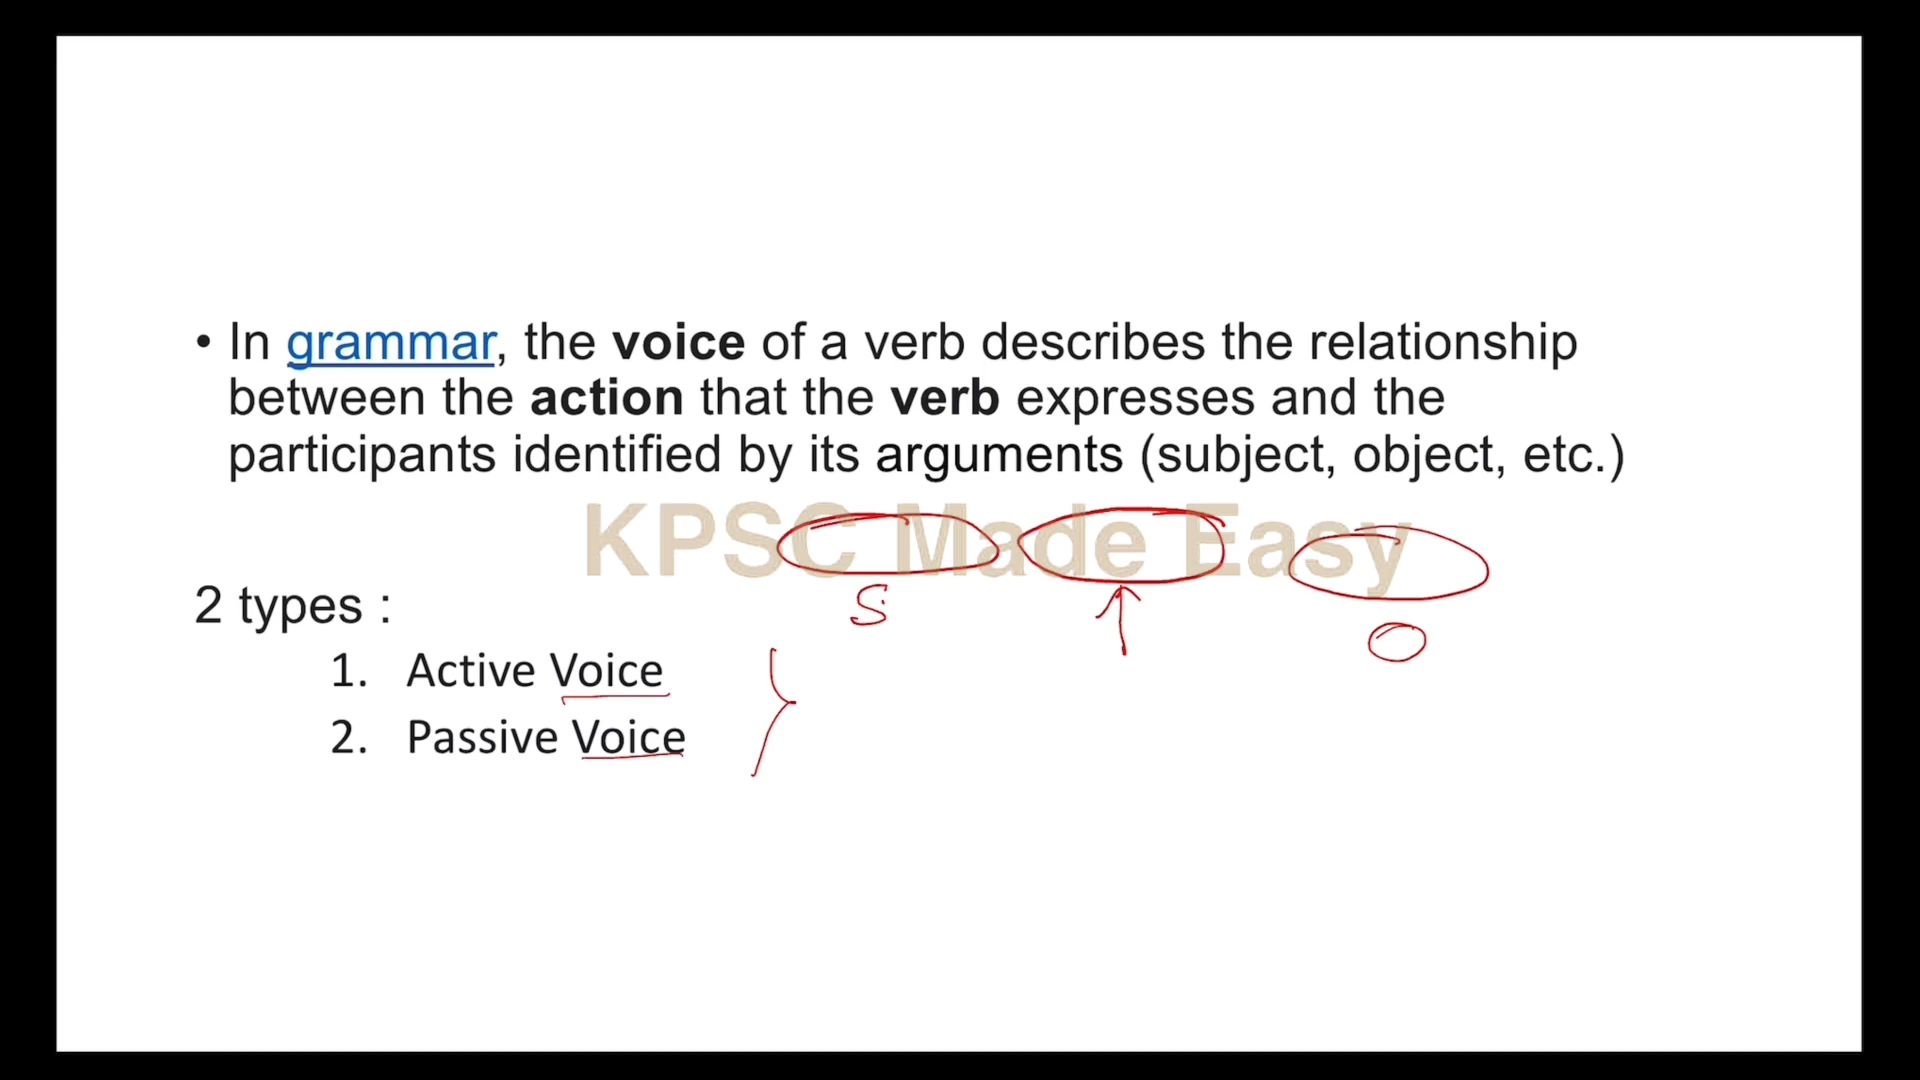 • In grammar, the voice of a verb describes the relationship
between the action that the verb expresses and the
participants identified by its arguments (subject, object, etc.)
KPSC Made Easy
S O
2 types :
1. Active Voice
2. Passive Voice